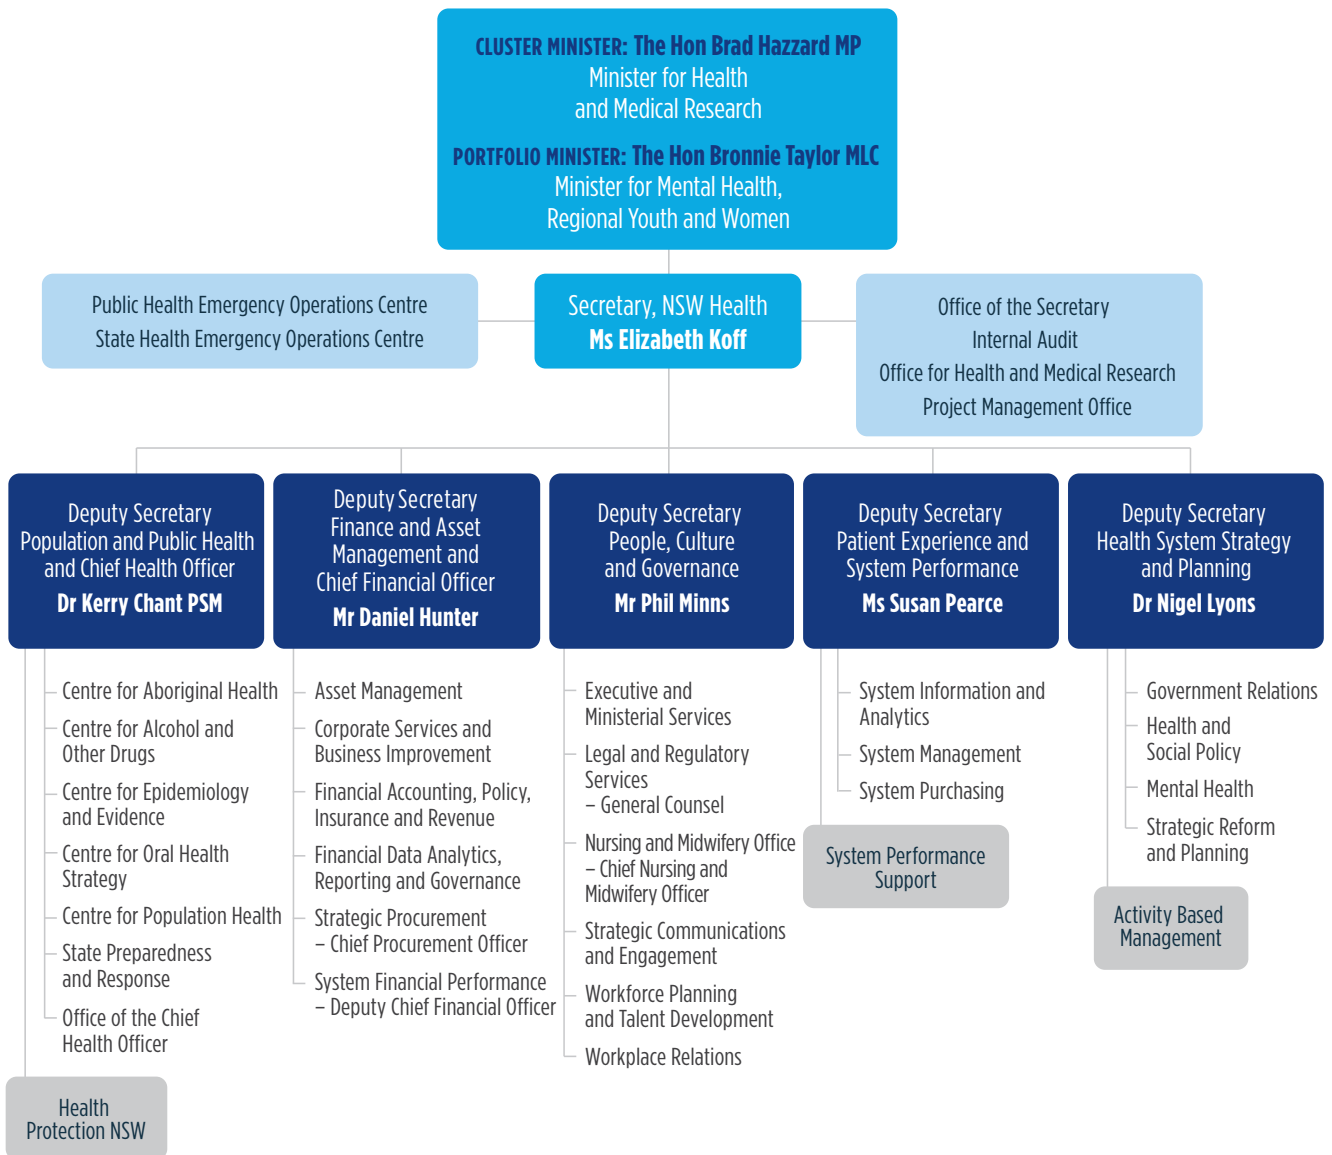 CLUSTER MINISTER: The Hon Brad Hazzard MP
Minister for Health
and Medical Research
PORTFOLIO MINISTER: The Hon Bronnie Taylor MLC
Minister for Mental Health,
Regional Youth and Women
Public Health Emergency Operations Centre
State Health Emergency Operations Centre
Secretary, NSW Health
Ms Elizabeth Koff
Office of the Secretary
Internal Audit
Office for Health and Medical Research
Project Management Office
Deputy Secretary
Population and Public Health
and Chief Health Officer
Dr Kerry Chant PSM
Centre for Aboriginal Health
Centre for Alcohol and
Other Drugs
Centre for Epidemiology
and Evidence
Centre for Oral Health
Strategy
Centre for Population Health
State Preparedness
and Response
Office of the Chief
Health Officer
Health
Protection NSW
Deputy Secretary
Finance and Asset
Management and
Chief Financial Officer
Mr Daniel Hunter
Asset Management
Corporate Services and
Business Improvement
Financial Accounting, Policy,
Insurance and Revenue
Financial Data Analytics,
Reporting and Governance
Strategic Procurement
– Chief Procurement Officer
System Financial Performance
– Deputy Chief Financial Officer
Deputy Secretary
People, Culture
and Governance
Mr Phil Minns
Executive and
Ministerial Services
Legal and Regulatory
Services
– General Counsel
Nursing and Midwifery Office
– Chief Nursing and
Midwifery Officer
Strategic Communications
and Engagement
Workforce Planning
and Talent Development
Workplace Relations
Deputy Secretary
Patient Experience and
System Performance
Ms Susan Pearce
System Information and
Analytics
System Management
System Purchasing
System Performance
Support
Deputy Secretary
Health System Strategy
and Planning
Dr Nigel Lyons
Government Relations
Health and
Social Policy
Mental Health
Strategic Reform
and Planning
Activity Based
Management